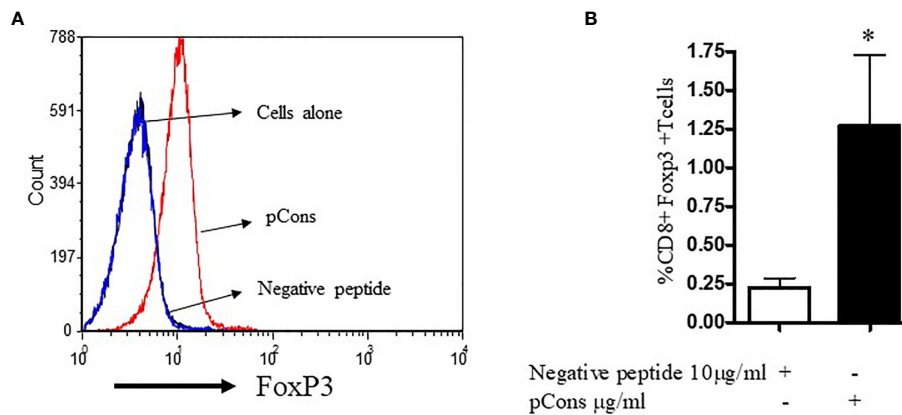 A
788
591
394
197
0
Count
Cells alone
pCons
Negative peptide
10^0
10^1
10^2
10^3
10^4
FoxP3
B
*
%CD8+ Foxp3 +Tcells
1.75
1.50
1.25
1.00
0.75
0.50
0.25
0.00
Negative peptide 10µg/ml + -
pCons µg/ml - +